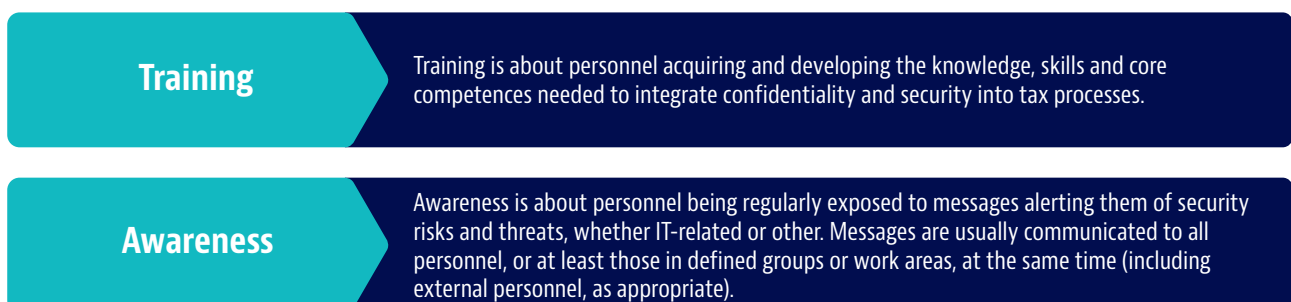 Training
Training is about personnel acquiring and developing the knowledge, skills and core
competences needed to integrate confidentiality and security into tax processes.
Awareness
Awareness is about personnel being regularly exposed to messages alerting them of security
risks and threats, whether IT-related or other. Messages are usually communicated to all
personnel, or at least those in defined groups or work areas, at the same time (including
external personnel, as appropriate).